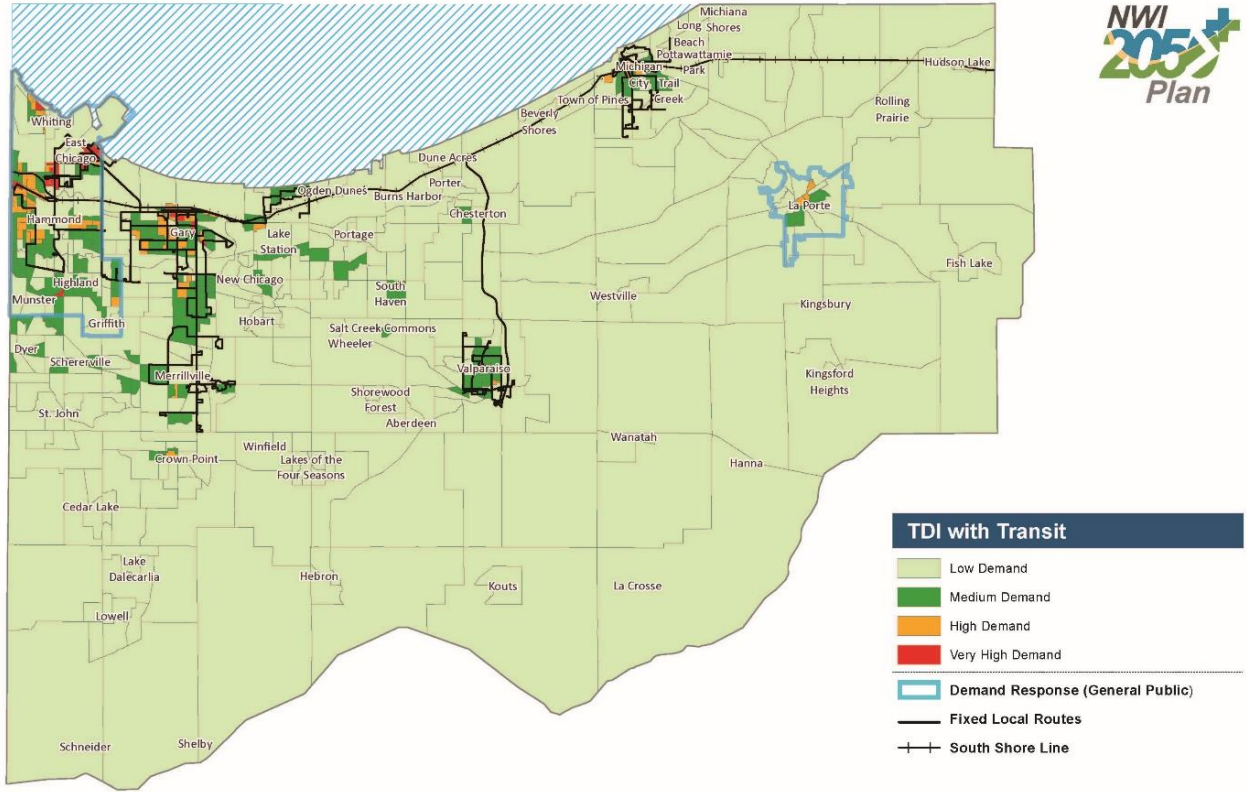 NWI
2050
Plan
Michiana
Shores
Long
Beach
Pottawattamie
Park
Michigan
City
Trail
Creek
Hudson Lake
Town of Pines
Beverly
Shores
Rolling
Prairie
Whiting
East
Chicago
Dune Acres
Ogden Dunes
Porter
Burns Harbor
Chesterton
La Porte
Hammond
Gary
Lake
Station
Portage
Fish Lake
Highland
New Chicago
South
Haven
Westville
Kingsbury
Munster
Griffith
Hobart
Salt Creek Commons
Wheeler
Dyer
Schererville
Merrillville
Valparaiso
Kingsford
Heights
St. John
Shorewood
Forest
Aberdeen
Wanatah
Hanna
Winfield
Crown Point
Lakes of the
Four Seasons
Cedar Lake
Lake
Dalecarlia
Hebron
Kouts
La Crosse
Lowell
Schneider
Shelby
TDI with Transit
Low Demand
Medium Demand
High Demand
Very High Demand
Demand Response (General Public)
Fixed Local Routes
South Shore Line